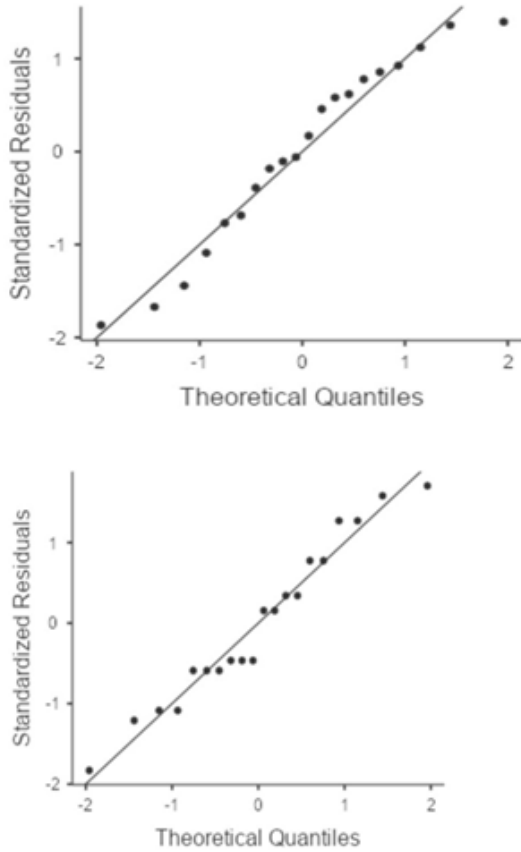 1
0
-1
-2
Standardized Residuals
-2 -1 0 1 2
Theoretical Quantiles
1
0
-1
-2
Standardized Residuals
-2 -1 0 1 2
Theoretical Quantiles